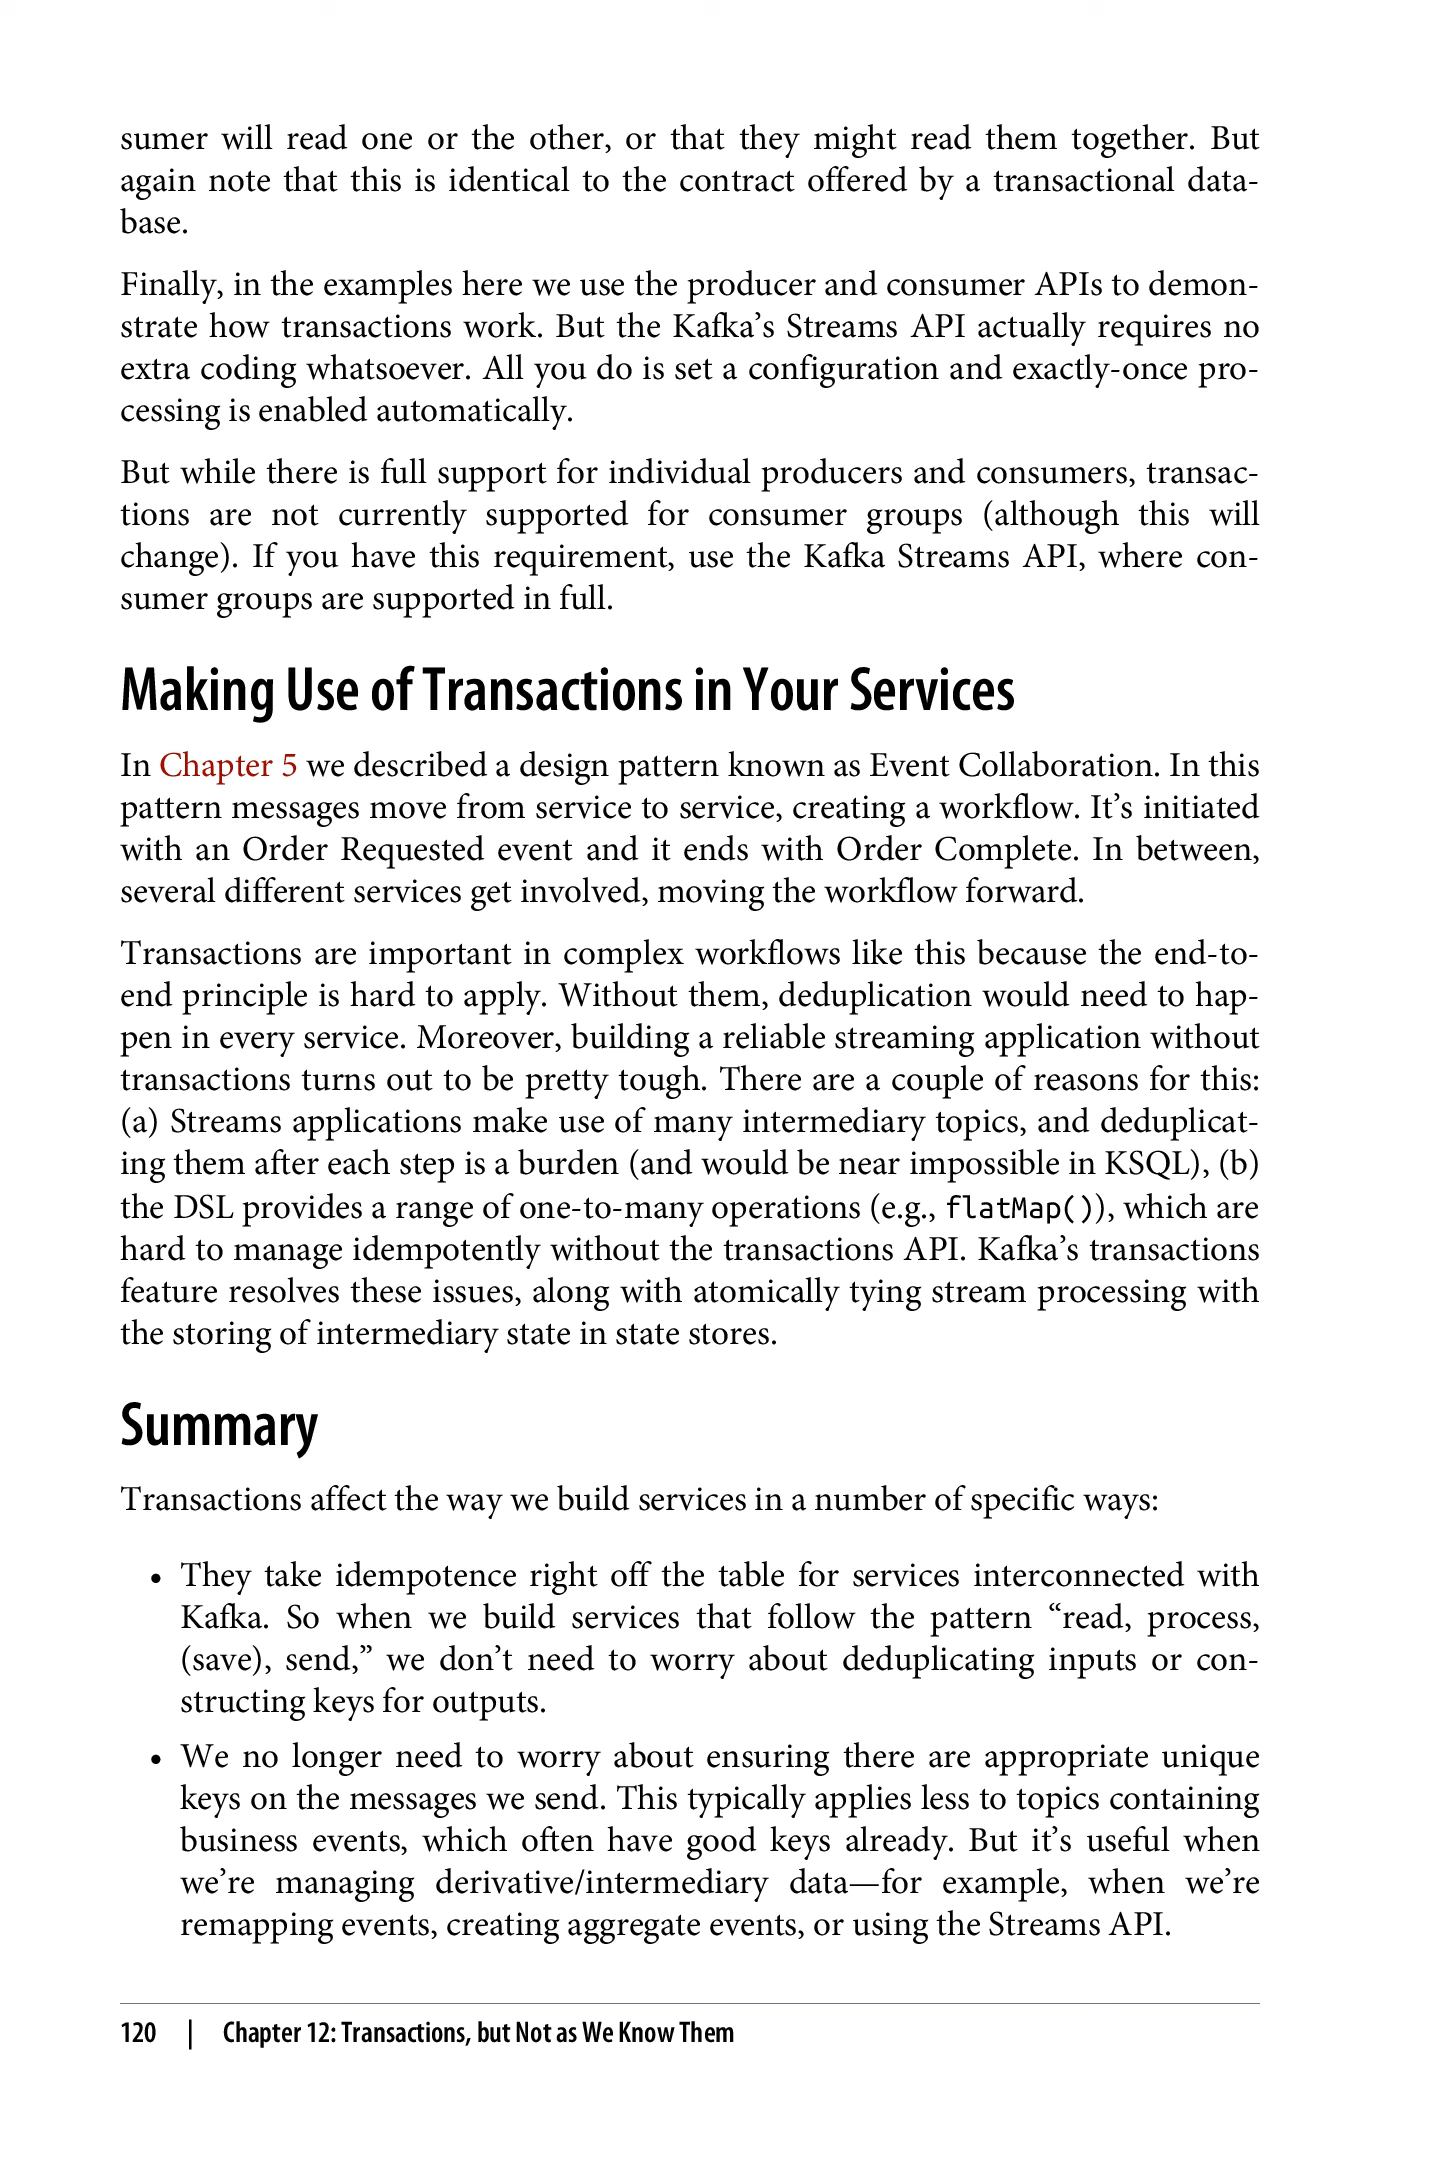 sumer will read one or the other, or that they might read them together. But
again note that this is identical to the contract offered by a transactional data-
base.
Finally, in the examples here we use the producer and consumer APIs to demon-
strate how transactions work. But the Kafka’s Streams API actually requires no
extra coding whatsoever. All you do is set a configuration and exactly-once pro-
cessing is enabled automatically.
But while there is full support for individual producers and consumers, transac-
tions are not currently supported for consumer groups (although this will
change). If you have this requirement, use the Kafka Streams API, where con-
sumer groups are supported in full.
Making Use of Transactions in Your Services
In Chapter 5 we described a design pattern known as Event Collaboration. In this
pattern messages move from service to service, creating a workflow. It’s initiated
with an Order Requested event and it ends with Order Complete. In between,
several different services get involved, moving the workflow forward.
Transactions are important in complex workflows like this because the end-to-
end principle is hard to apply. Without them, deduplication would need to hap-
pen in every service. Moreover, building a reliable streaming application without
transactions turns out to be pretty tough. There are a couple of reasons for this:
(a) Streams applications make use of many intermediary topics, and deduplicat-
ing them after each step is a burden (and would be near impossible in KSQL), (b)
the DSL provides a range of one-to-many operations (e.g., flatMap()), which are
hard to manage idempotently without the transactions API. Kafka’s transactions
feature resolves these issues, along with atomically tying stream processing with
the storing of intermediary state in state stores.
Summary
Transactions affect the way we build services in a number of specific ways:
• They take idempotence right off the table for services interconnected with
Kafka. So when we build services that follow the pattern “read, process,
(save), send,” we don’t need to worry about deduplicating inputs or con-
structing keys for outputs.
• We no longer need to worry about ensuring there are appropriate unique
keys on the messages we send. This typically applies less to topics containing
business events, which often have good keys already. But it’s useful when
we’re managing derivative/intermediary data—for example, when we’re
remapping events, creating aggregate events, or using the Streams API.
120 | Chapter 12: Transactions, but Not as We Know Them